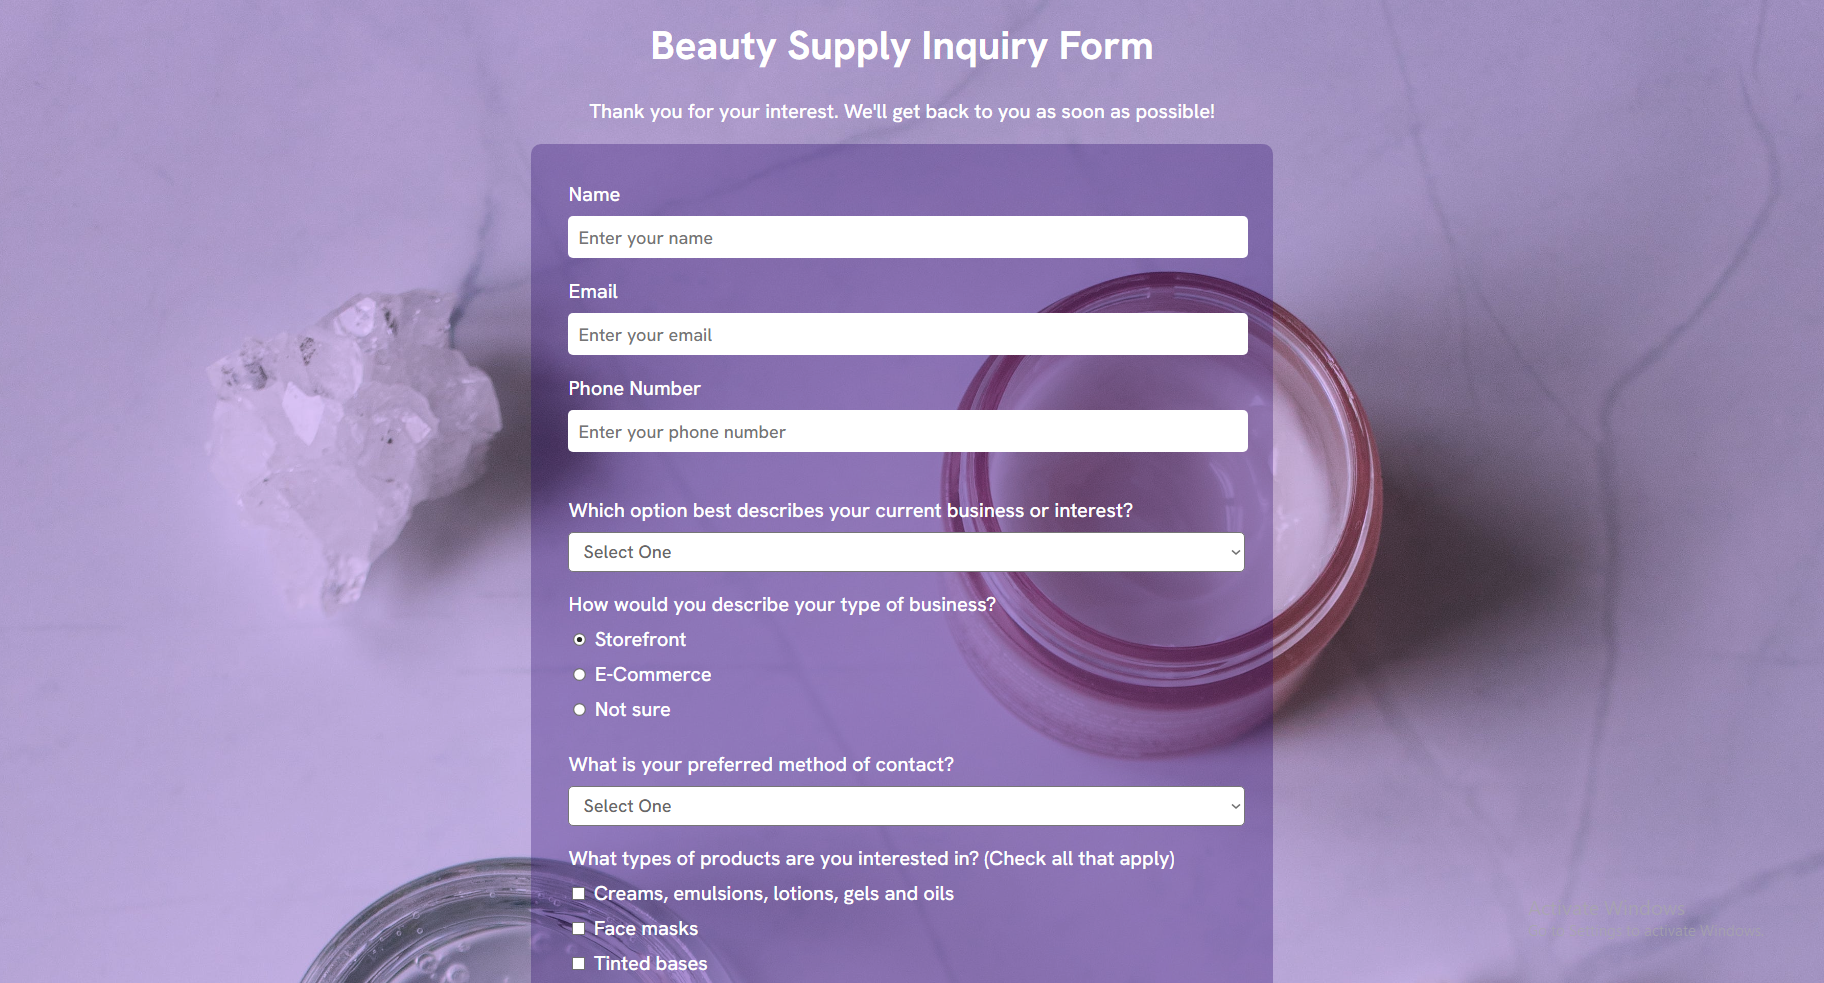 Beauty Supply Inquiry Form
Thank you for your interest. We'll get back to you as soon as possible!
Name
Enter your name
Email
Enter your email
Phone Number
Enter your phone number
Which option best describes your current business or interest?
Select One
How would you describe your type of business?
Storefront
E-Commerce
Not sure
What is your preferred method of contact?
Select One
What types of products are you interested in? (Check all that apply)
Creams, emulsions, lotions, gels and oils
Face masks
Tinted bases
Activate Windows
to activate Windows